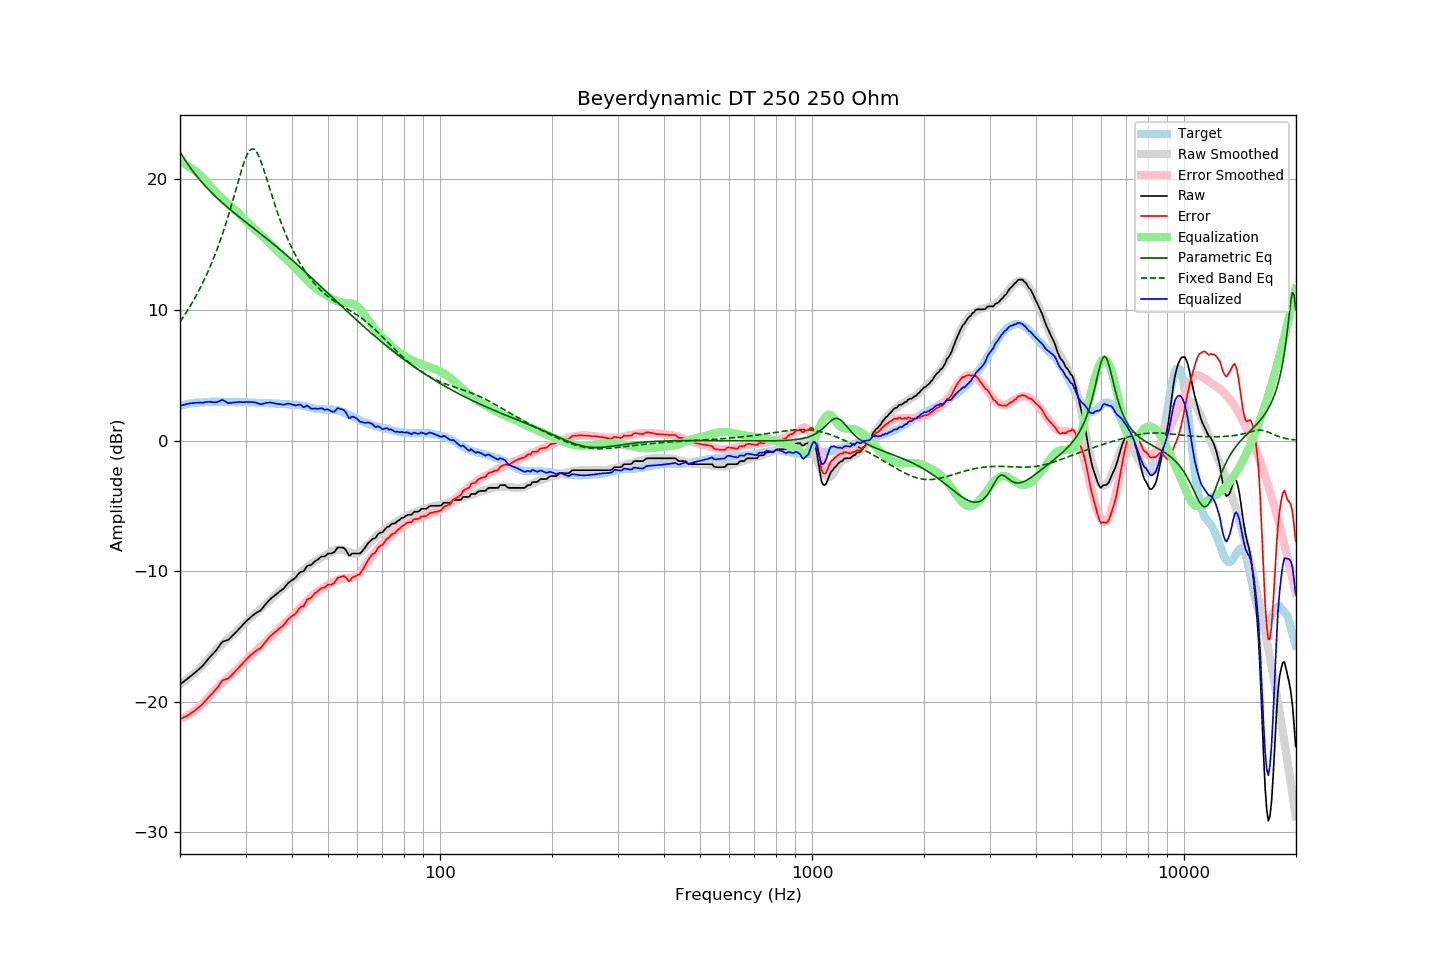 Beyerdynamic DT 250 250 Ohm
Target
Raw Smoothed
Error Smoothed
Raw
Error
Equalization
Parametric Eq
Fixed Band Eq
Equalized
20
10
0
−10
−20
−30
Amplitude (dBr)
100
1000
10000
Frequency (Hz)